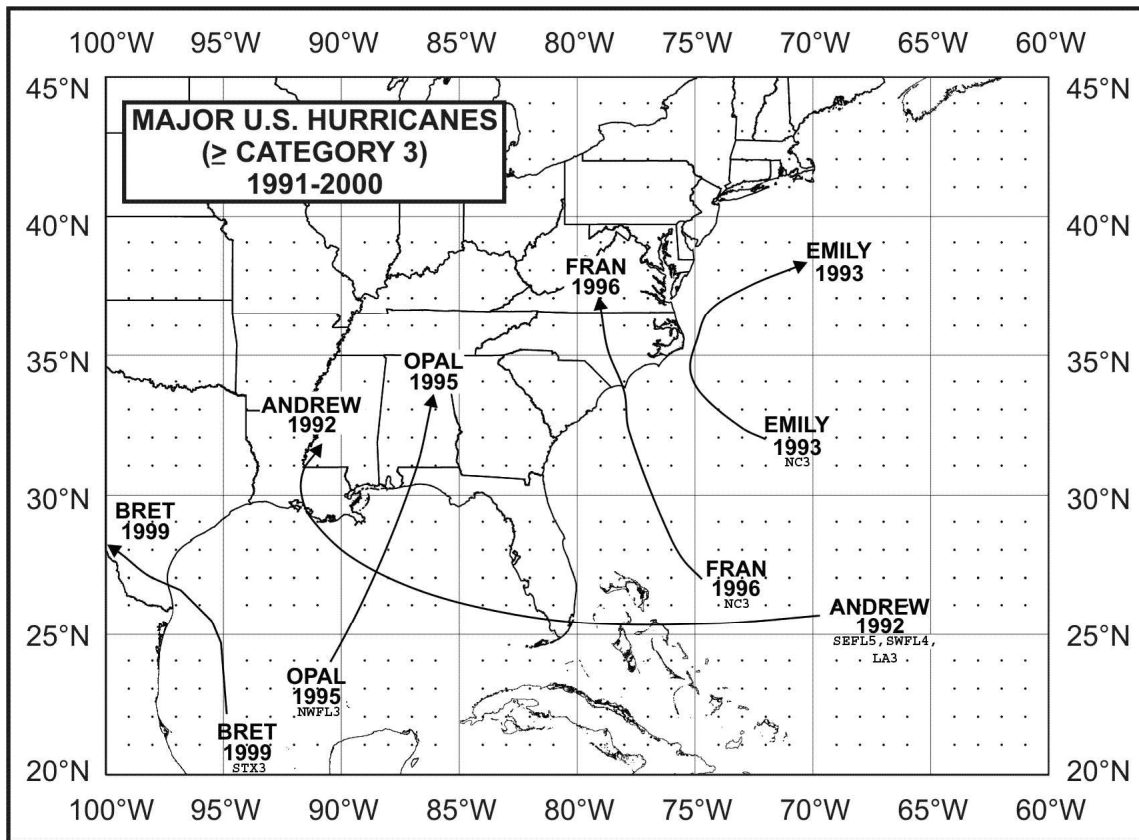 100°W 95°W 90°W 85°W 80°W 75°W 70°W 65°W 60°W
45°N 45°N
MAJOR U.S. HURRICANES
(≥ CATEGORY 3)
1991-2000
40°N 40°N
EMILY
1993
FRAN
1996
35°N 35°N
OPAL
1995
ANDREW
1992
EMILY
1993
NC3
30°N 30°N
BRET
1999
FRAN
1996
NC3
ANDREW
1992
SEFL5, SWFL4,
LA3
25°N 25°N
OPAL
1995
NWFL3
BRET
1999
STX3
20°N 20°N
100°W 95°W 90°W 85°W 80°W 75°W 70°W 65°W 60°W